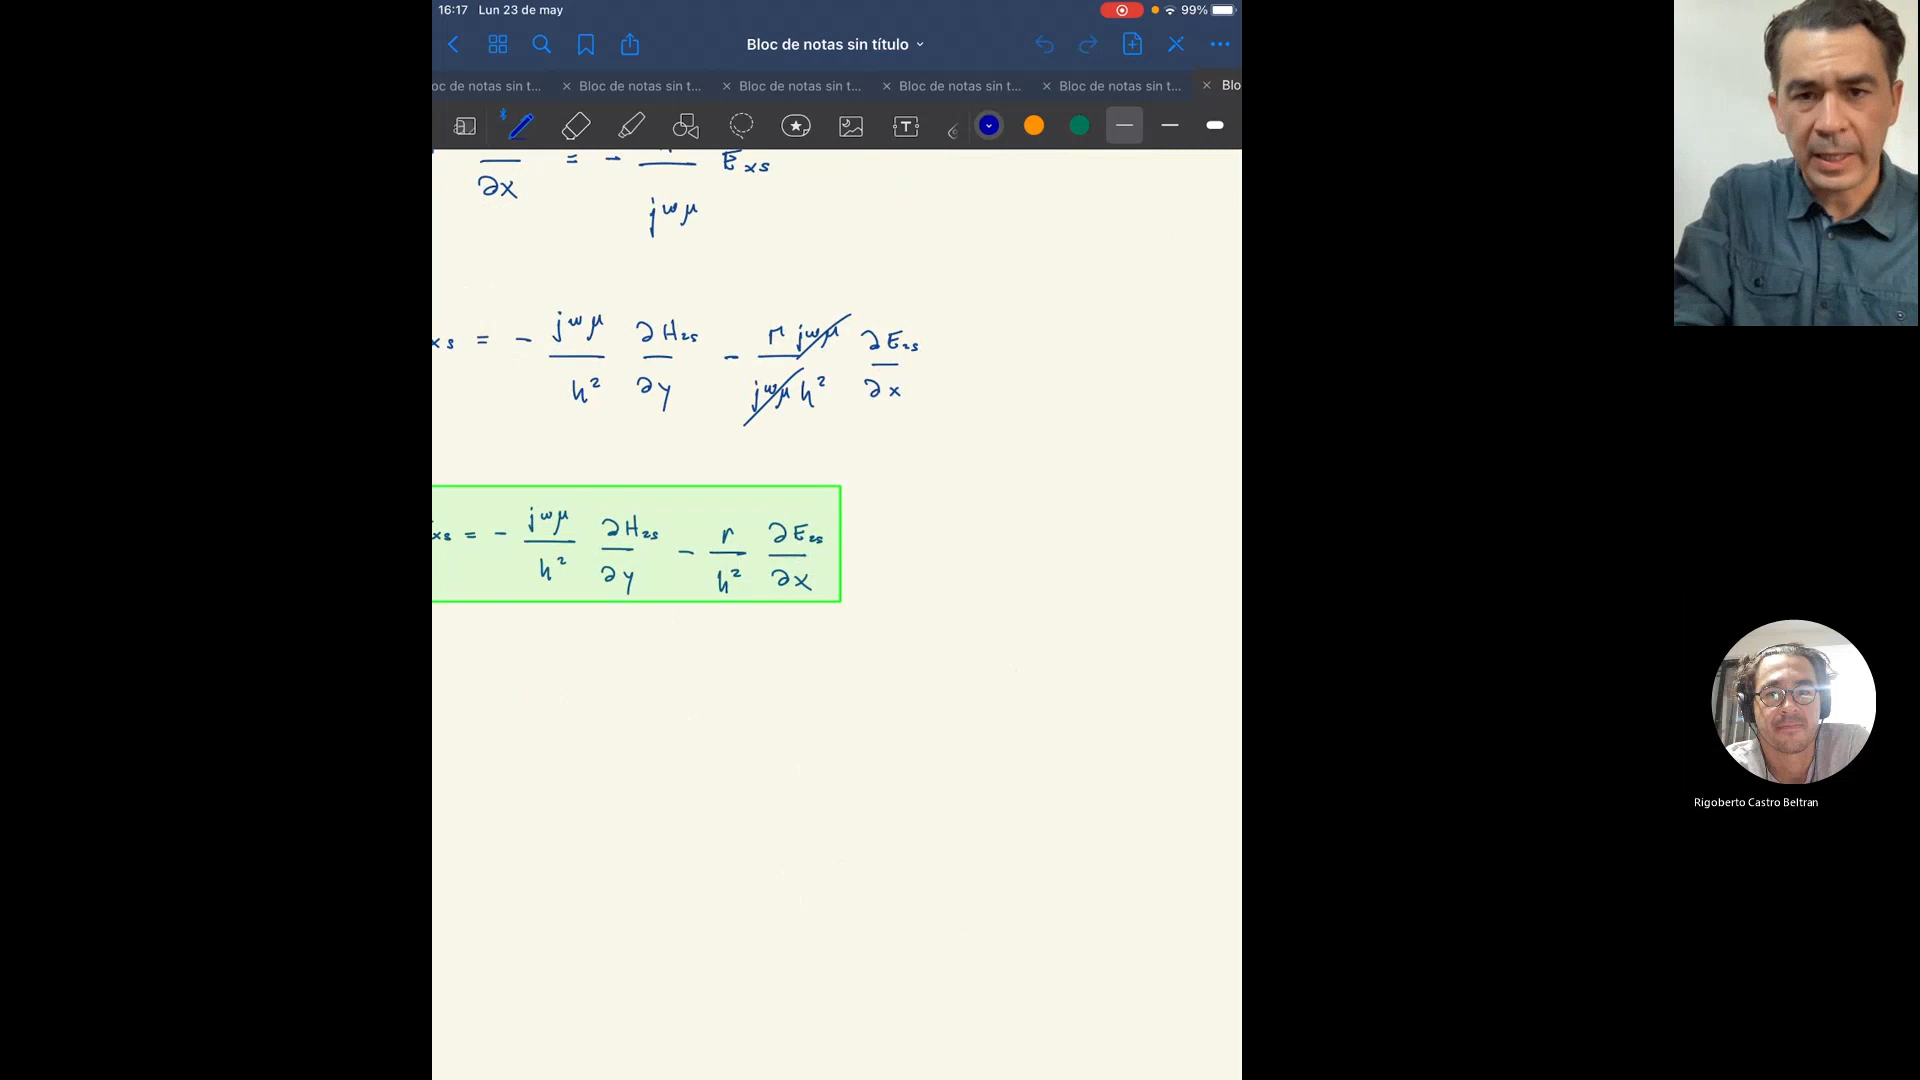 16:17 Lun 23 de may 99%
Bloc de notas sin título
oc de notas sin t... × Bloc de notas sin t... × Bloc de notas sin t... × Bloc de notas sin t... × Bloc de notas sin t... × Blo
T
∂x = - jωμ E xs
xs = - jωμ/h² ∂Hzs/∂y - r jωμ/jωμ h² ∂Ezs/∂x
xs = - jωμ/h² ∂Hzs/∂y - r/h² ∂Ezs/∂x
Rigoberto Castro Beltran